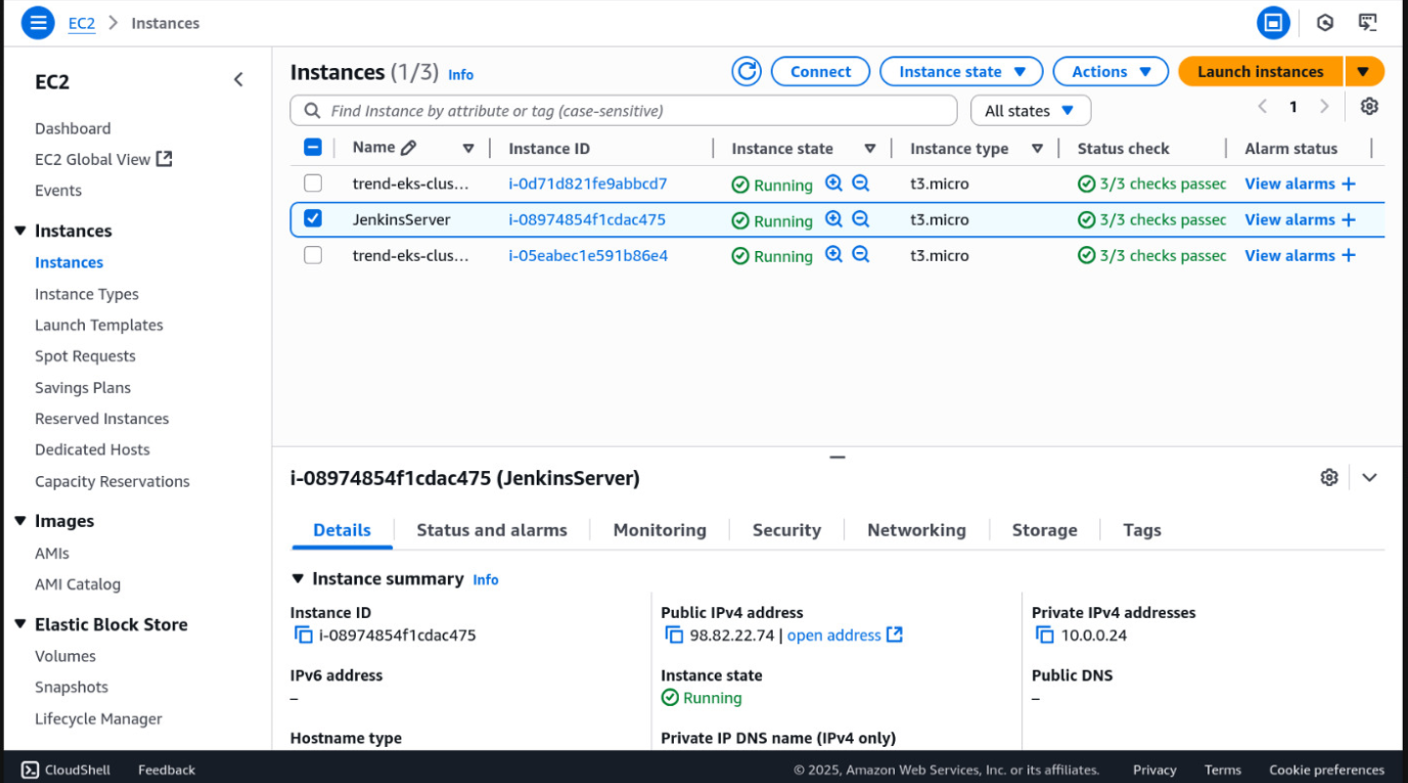 EC2 > Instances
EC2
Dashboard
EC2 Global View
Events
Instances
Instances
Instance Types
Launch Templates
Spot Requests
Savings Plans
Reserved Instances
Dedicated Hosts
Capacity Reservations
Images
AMIs
AMI Catalog
Elastic Block Store
Volumes
Snapshots
Lifecycle Manager
Instances (1/3) Info
Connect
Instance state
Actions
Launch instances
Find Instance by attribute or tag (case-sensitive)
All states
1
Name Instance ID Instance state Instance type Status check Alarm status
trend-eks-clus... i-0d71d821fe9abbcd7 Running t3.micro 3/3 checks passec View alarms +
JenkinsServer i-08974854f1cdac475 Running t3.micro 3/3 checks passec View alarms +
trend-eks-clus... i-05eabec1e591b86e4 Running t3.micro 3/3 checks passec View alarms +
i-08974854f1cdac475 (JenkinsServer)
Details Status and alarms Monitoring Security Networking Storage Tags
Instance summary Info
Instance ID
i-08974854f1cdac475
Public IPv4 address
98.82.22.74 | open address
Private IPv4 addresses
10.0.0.24
IPv6 address
–
Instance state
Running
Public DNS
–
Hostname type
Private IP DNS name (IPv4 only)
CloudShell Feedback © 2025, Amazon Web Services, Inc. or its affiliates. Privacy Terms Cookie preferences